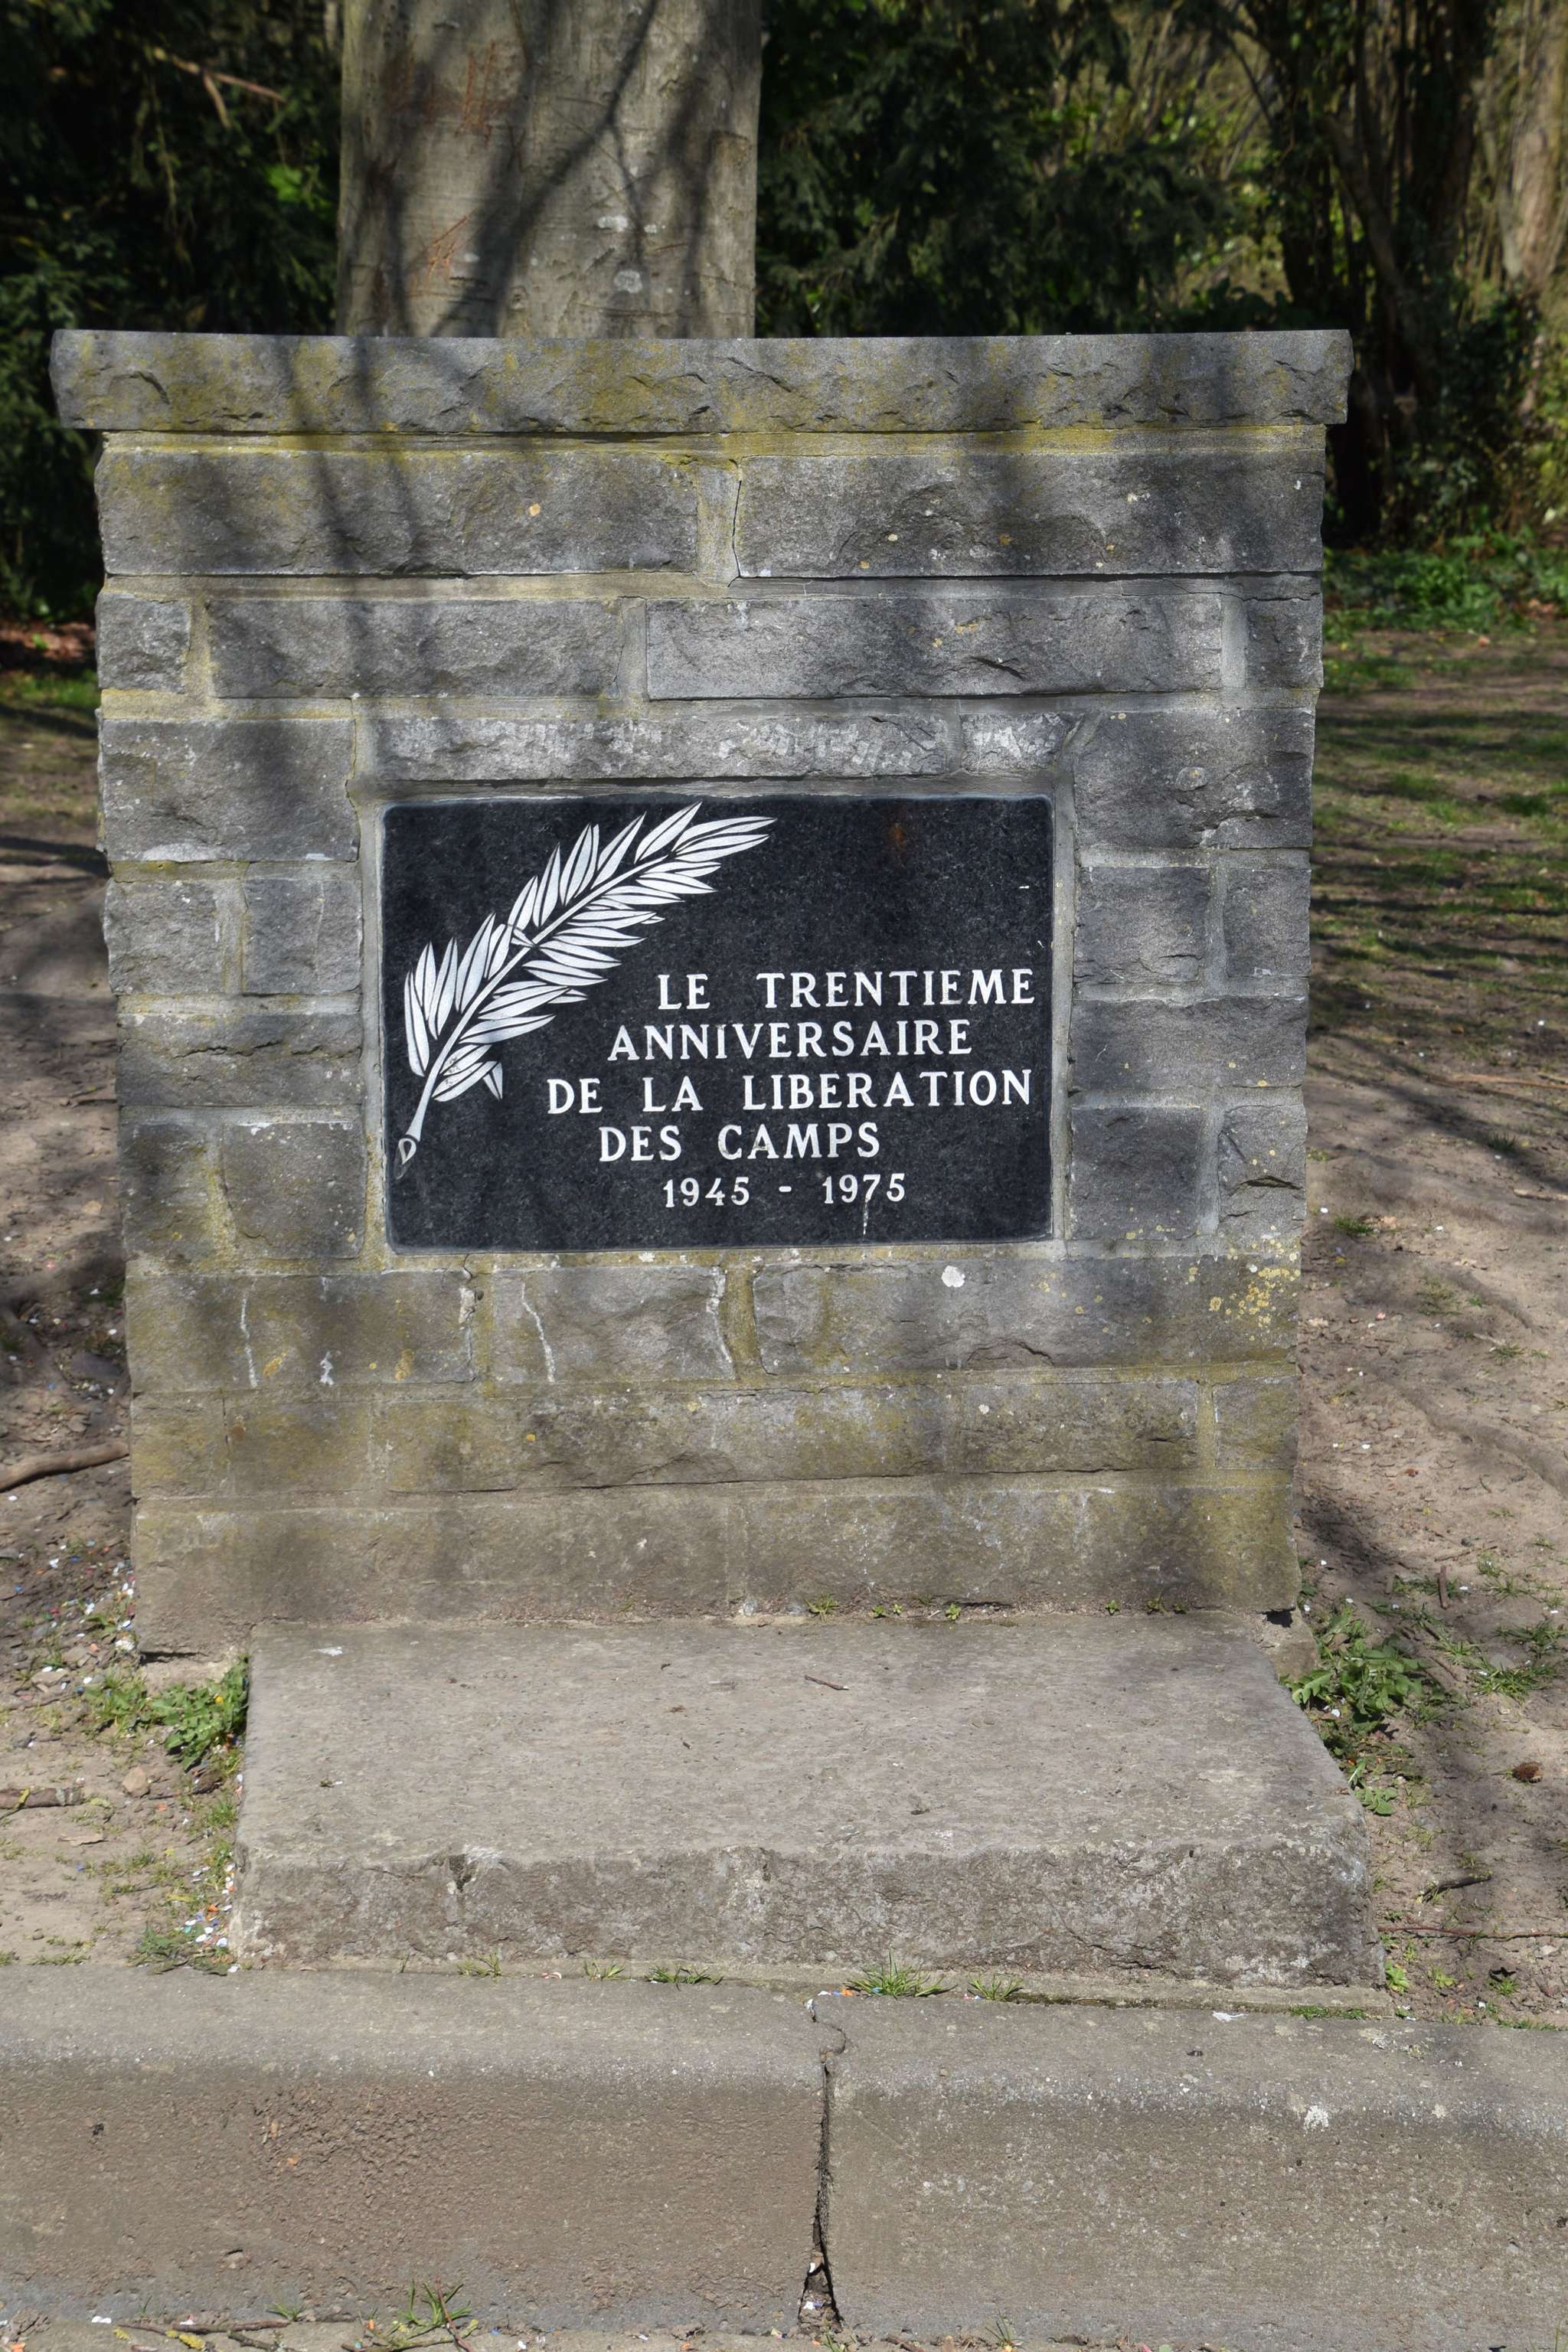 LE TRENTIEME
ANNIVERSAIRE
DE LA LIBERATION
DES CAMPS
1945 - 1975